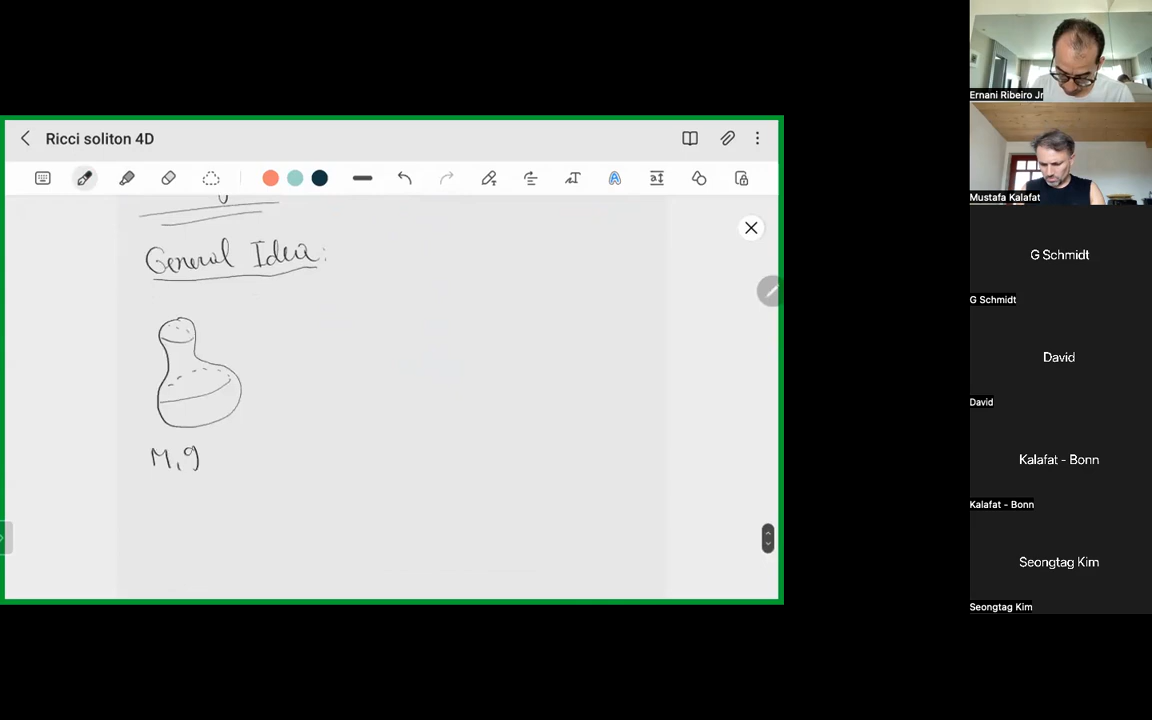 Ricci soliton 4D
General Idea:
M, g
Ernani Ribeiro Jr
Mustafa Kalafat
G Schmidt
G Schmidt
David
David
Kalafat - Bonn
Kalafat - Bonn
Seongtag Kim
Seongtag Kim